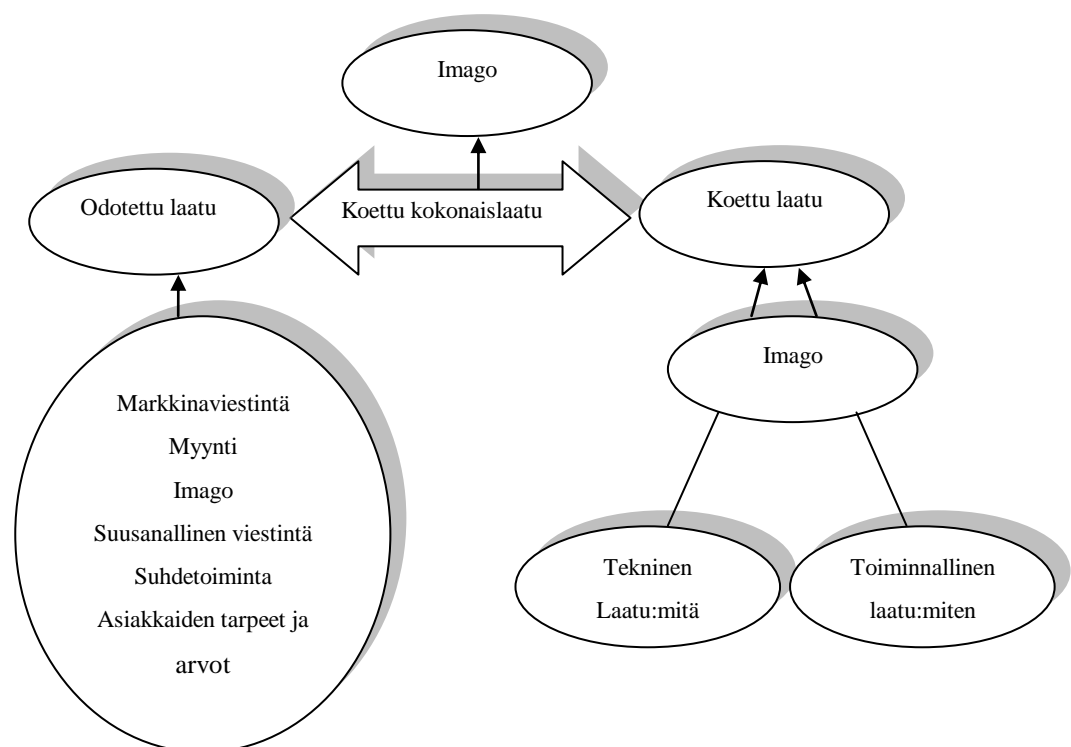 Imago
Odotettu laatu
Koettu kokonaislaatu
Koettu laatu
Imago
Markkinaviestintä
Myynti
Imago
Suusanallinen viestintä
Suhdetoiminta
Asiakkaiden tarpeet ja
arvot
Tekninen
Laatu:mitä
Toiminnallinen
laatu:miten